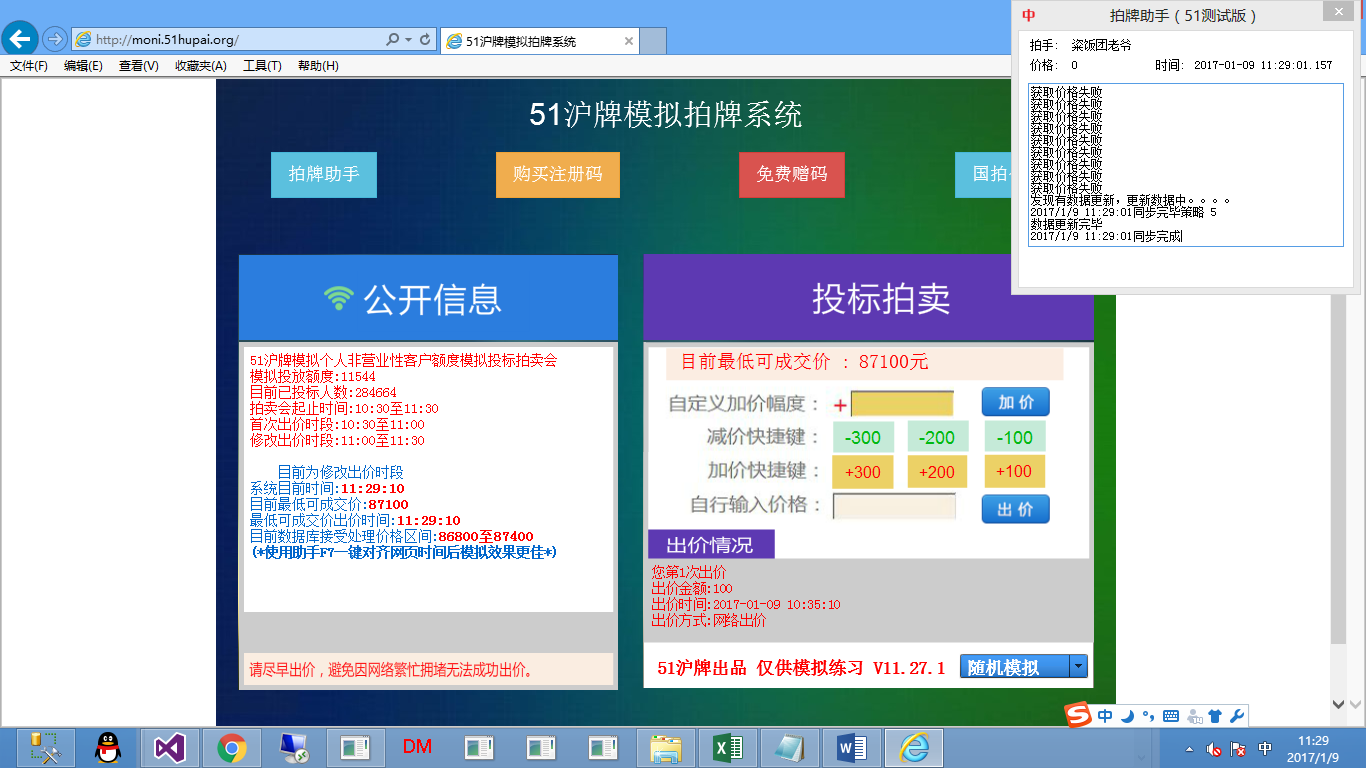 http://moni.51hupai.org/
51沪牌模拟拍牌系统
文件(F) 编辑(E) 查看(V) 收藏夹(A) 工具(T) 帮助(H)
拍牌助手（51测试版）
拍手： 粢饭团老爷
价格： 0 时间： 2017-01-09 11:29:01.157
获取价格失败
获取价格失败
获取价格失败
获取价格失败
获取价格失败
获取价格失败
获取价格失败
获取价格失败
获取价格失败
发现有数据更新，更新数据中。。。。
2017/1/9 11:29:01同步完毕策略 5
数据更新完毕
2017/1/9 11:29:01同步完成
51沪牌模拟拍牌系统
拍牌助手
购买注册码
免费赠码
国拍
公开信息
51沪牌模拟个人非营业性客户额度模拟投标拍卖会
模拟投放额度:11544
目前已投标人数:284664
拍卖会起止时间:10:30至11:30
首次出价时段:10:30至11:00
修改出价时段:11:00至11:30
目前为修改出价时段
系统目前时间:11:29:10
目前最低可成交价:87100
最低可成交价出价时间:11:29:10
目前数据库接受处理价格区间:86800至87400
(*使用助手F7一键对齐网页时间后模拟效果更佳*)
请尽早出价，避免因网络繁忙拥堵无法成功出价。
投标拍卖
目前最低可成交价 ：87100元
自定义加价幅度： + 加 价
减价快捷键： -300 -200 -100
加价快捷键： +300 +200 +100
自行输入价格： 出 价
出价情况
您第1次出价
出价金额:100
出价时间:2017-01-09 10:35:10
出价方式:网络出价
51沪牌出品 仅供模拟练习 V11.27.1
随机模拟
中
DM
中
11:29
2017/1/9